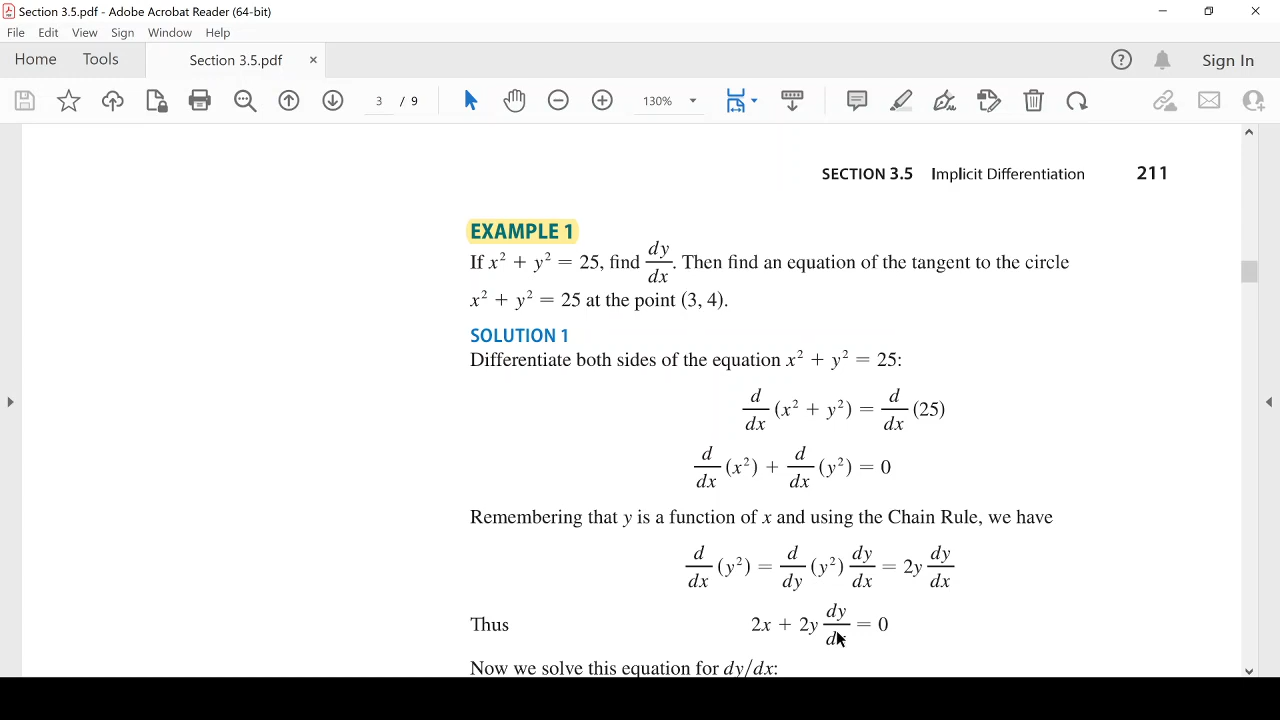 Section 3.5.pdf - Adobe Acrobat Reader (64-bit)
File Edit View Sign Window Help
Home Tools Section 3.5.pdf × Sign In
3 / 9 130%
SECTION 3.5 Implicit Differentiation 211
EXAMPLE 1
If x² + y² = 25, find dy/dx. Then find an equation of the tangent to the circle
x² + y² = 25 at the point (3, 4).
SOLUTION 1
Differentiate both sides of the equation x² + y² = 25:
d/dx (x² + y²) = d/dx (25)
d/dx (x²) + d/dx (y²) = 0
Remembering that y is a function of x and using the Chain Rule, we have
d/dx (y²) = d/dy (y²) dy/dx = 2y dy/dx
Thus 2x + 2y dy/dx = 0
Now we solve this equation for dy/dx: